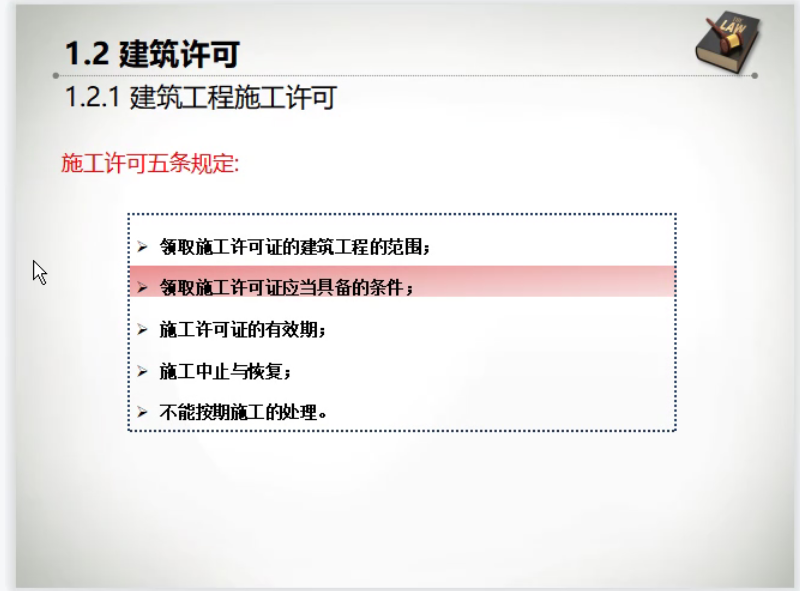 1.2 建筑许可
LAW
1.2.1 建筑工程施工许可
施工许可五条规定:
➢ 领取施工许可证的建筑工程的范围；
➢ 领取施工许可证应当具备的条件；
➢ 施工许可证的有效期；
➢ 施工中止与恢复；
➢ 不能按期施工的处理。